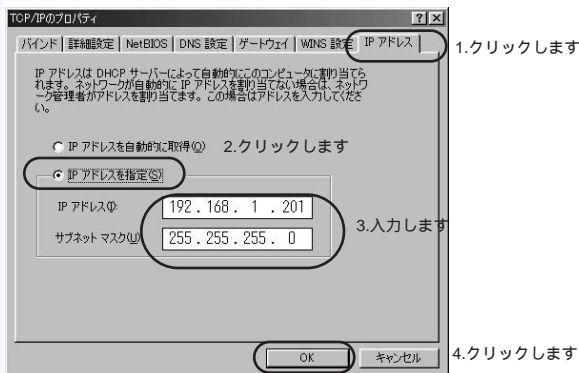 TCP/IPのプロパティ
バインド 詳細設定 NetBIOS DNS 設定 ゲートウェイ WINS 設定 IP アドレス
1.クリックします
IP アドレスは DHCP サーバーによって自動的にこのコンピュータに割り当てら
れます。ネットワークが自動的に IP アドレスを割り当てない場合は、ネットワ
ーク管理者がアドレスを割り当てます。この場合はアドレスを入力してくださ
い。
IP アドレスを自動的に取得(O) 2.クリックします
IP アドレスを指定(S)
IP アドレス(I): 192.168. 1 .201
3.入力します
サブネット マスク(U): 255.255.255. 0
OK キャンセル 4.クリックします